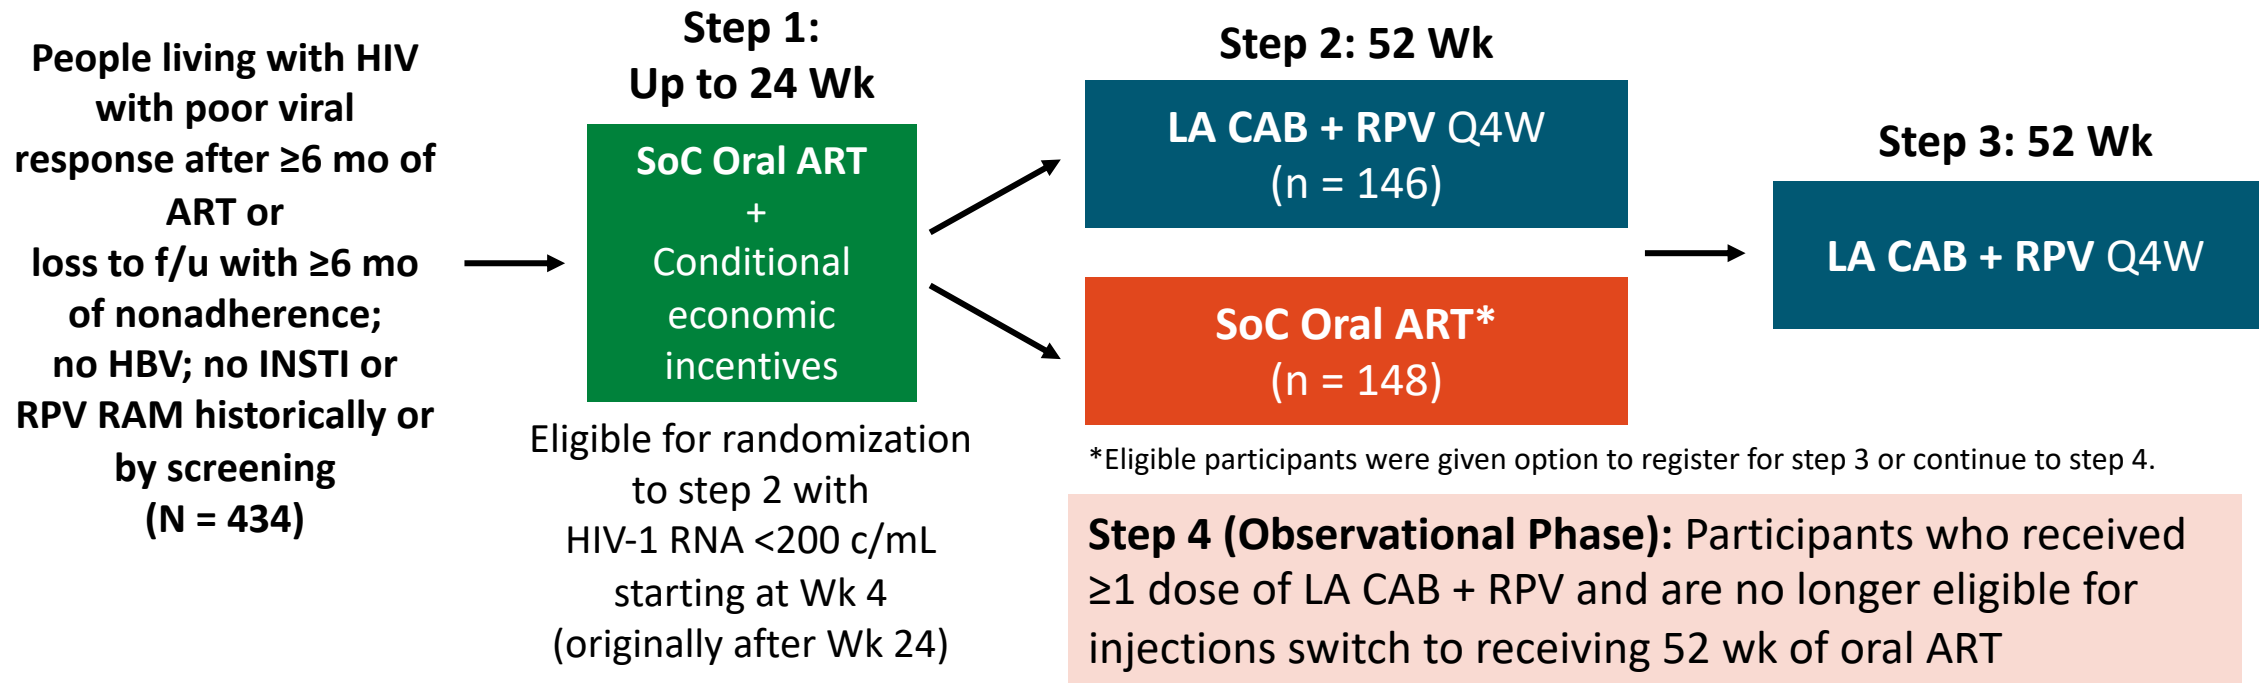 People living with HIV
with poor viral
response after ≥6 mo of
ART or
loss to f/u with ≥6 mo
of nonadherence;
no HBV; no INSTI or
RPV RAM historically or
by screening
(N = 434)
Step 1:
Up to 24 Wk
SoC Oral ART
+
Conditional
economic
incentives
Eligible for randomization
to step 2 with
HIV-1 RNA <200 c/mL
starting at Wk 4
(originally after Wk 24)
Step 2: 52 Wk
LA CAB + RPV Q4W
(n = 146)
SoC Oral ART*
(n = 148)
Step 3: 52 Wk
LA CAB + RPV Q4W
*Eligible participants were given option to register for step 3 or continue to step 4.
Step 4 (Observational Phase): Participants who received
≥1 dose of LA CAB + RPV and are no longer eligible for
injections switch to receiving 52 wk of oral ART